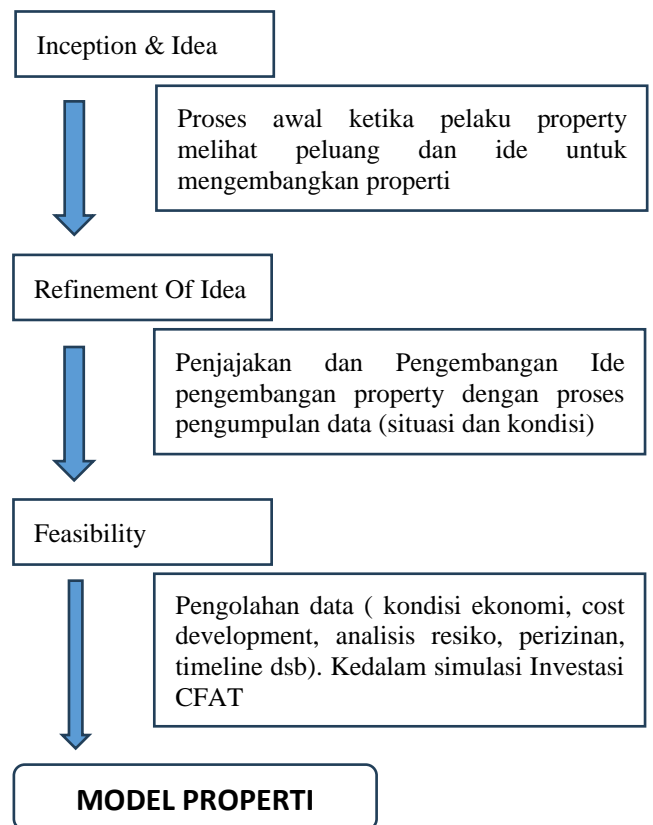 Inception & Idea
Proses awal ketika pelaku property
melihat peluang dan ide untuk
mengembangkan properti
Refinement Of Idea
Penjajakan dan Pengembangan Ide
pengembangan property dengan proses
pengumpulan data (situasi dan kondisi)
Feasibility
Pengolahan data ( kondisi ekonomi, cost
development, analisis resiko, perizinan,
timeline dsb). Kedalam simulasi Investasi
CFAT
MODEL PROPERTI